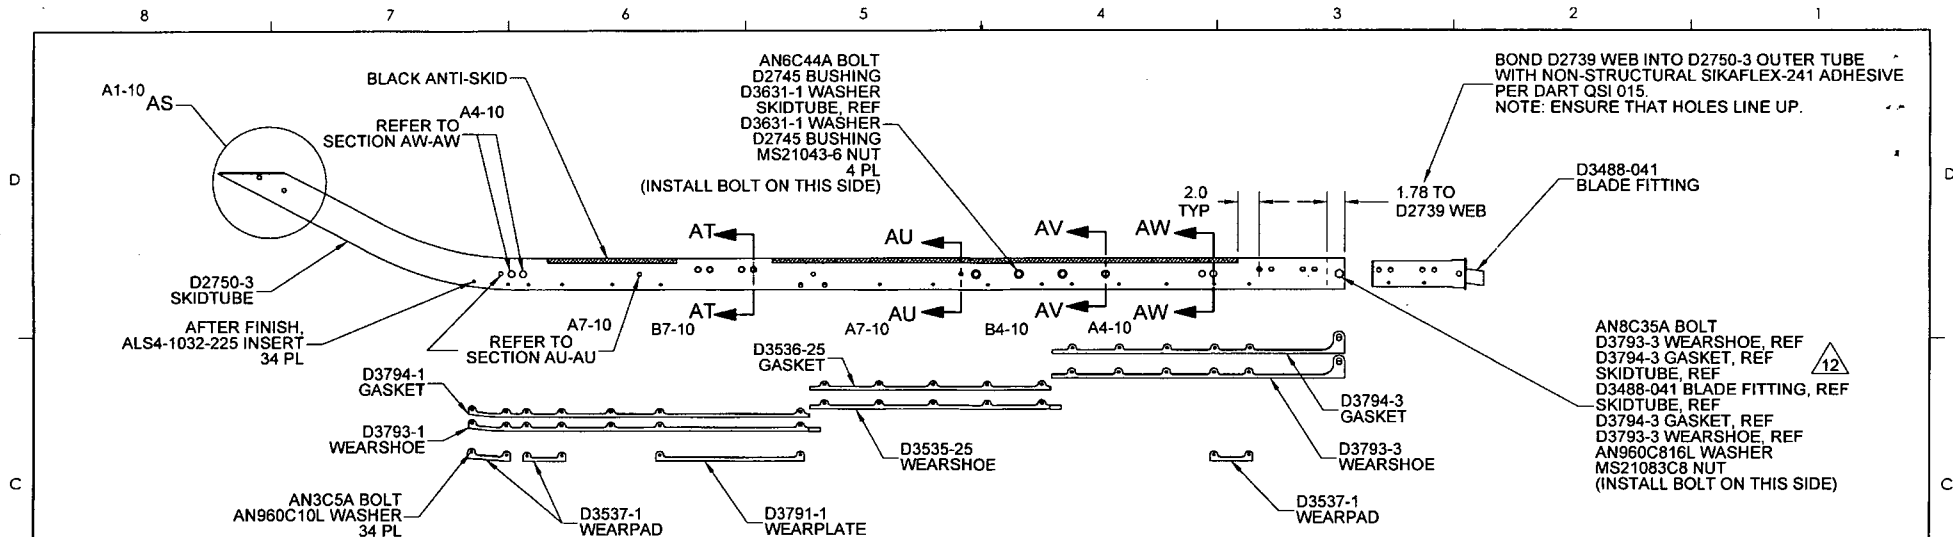 8 7 6 5 4 3 2 1
A1-10
AS
BLACK ANTI-SKID
A4-10
REFER TO
SECTION AW-AW
AN6C44A BOLT
D2745 BUSHING
D3631-1 WASHER
SKIDTUBE, REF
D3631-1 WASHER
D2745 BUSHING
MS21043-6 NUT
4 PL
(INSTALL BOLT ON THIS SIDE)
BOND D2739 WEB INTO D2750-3 OUTER TUBE
WITH NON-STRUCTURAL SIKAFLEX-241 ADHESIVE
PER DART QSI 015.
NOTE: ENSURE THAT HOLES LINE UP.
D
D
2.0
TYP
1.78 TO
D2739 WEB
D3488-041
BLADE FITTING
AT
AU
AV
AW
D2750-3
SKIDTUBE
AFTER FINISH,
ALS4-1032-225 INSERT
34 PL
A7-10
REFER TO
SECTION AU-AU
AT
B7-10
AU
A7-10
AV
B4-10
AW
A4-10
D3536-25
GASKET
D3794-1
GASKET
D3793-1
WEARSHOE
D3535-25
WEARSHOE
D3794-3
GASKET
D3793-3
WEARSHOE
AN8C35A BOLT
D3793-3 WEARSHOE, REF
D3794-3 GASKET, REF
SKIDTUBE, REF
D3488-041 BLADE FITTING, REF
SKIDTUBE, REF
D3794-3 GASKET, REF
D3793-3 WEARSHOE, REF
AN960C816L WASHER
MS21083C8 NUT
(INSTALL BOLT ON THIS SIDE)
12
C
C
AN3C5A BOLT
AN960C10L WASHER
34 PL
D3537-1
WEARPAD
D3791-1
WEARPLATE
D3537-1
WEARPAD